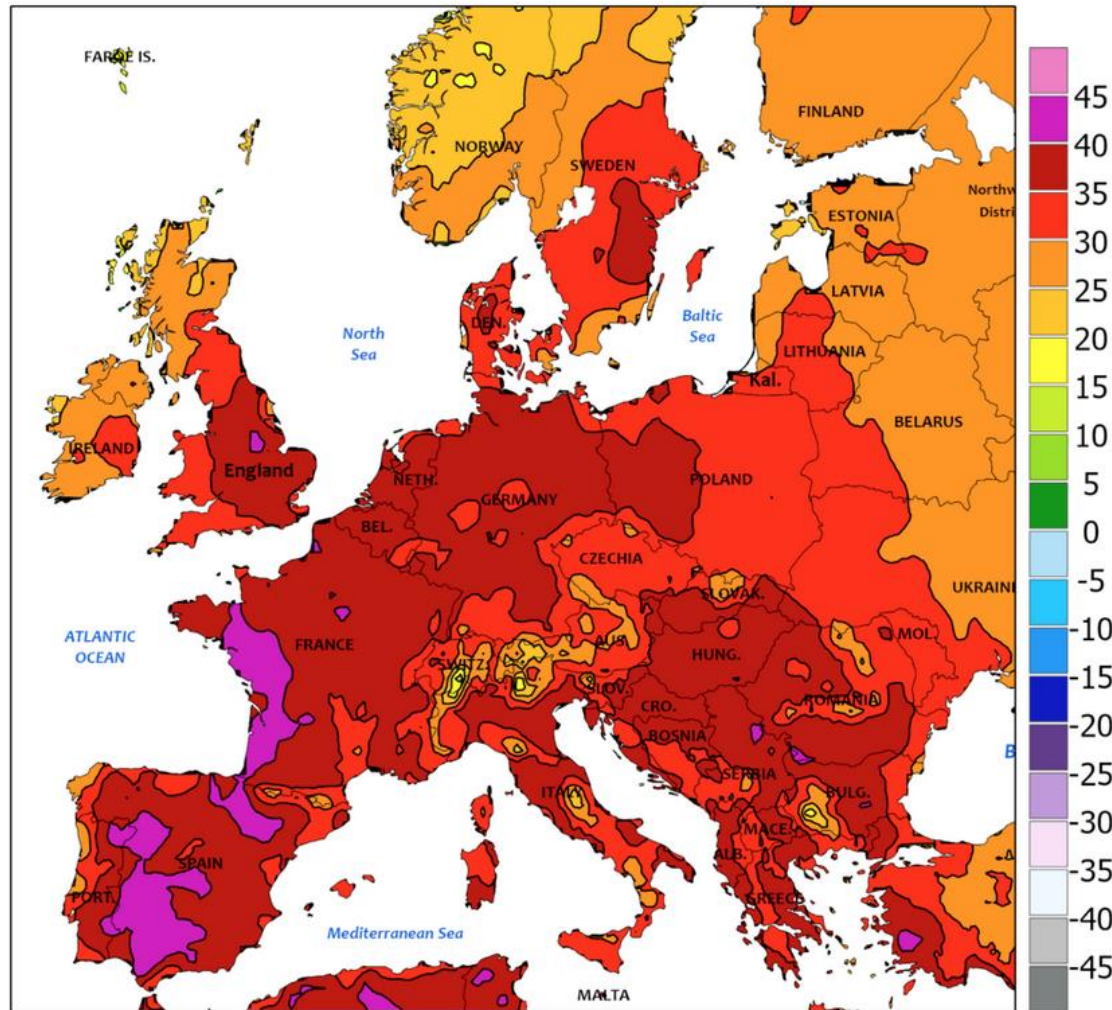 FAROE IS.
FINLAND
NORWAY
SWEDEN
Northw
Distri
ESTONIA
LATVIA
North
Sea
DEN.
Baltic
Sea
LITHUANIA
Kal.
BELARUS
IRELAND
England
NETH.
GERMANY
POLAND
BEL.
CZECHIA
SLOVAK.
UKRAINE
ATLANTIC
OCEAN
FRANCE
AUS.
MOL.
HUNG.
SWITZ.
SLOV.
CRO.
ROMANIA
BOSNIA
B
SERBIA
ITALY
BULG.
MACE.
SPAIN
ALB.
PORT.
GREECE
Mediterranean Sea
MALTA
45
40
35
30
25
20
15
10
5
0
-5
-10
-15
-20
-25
-30
-35
-40
-45